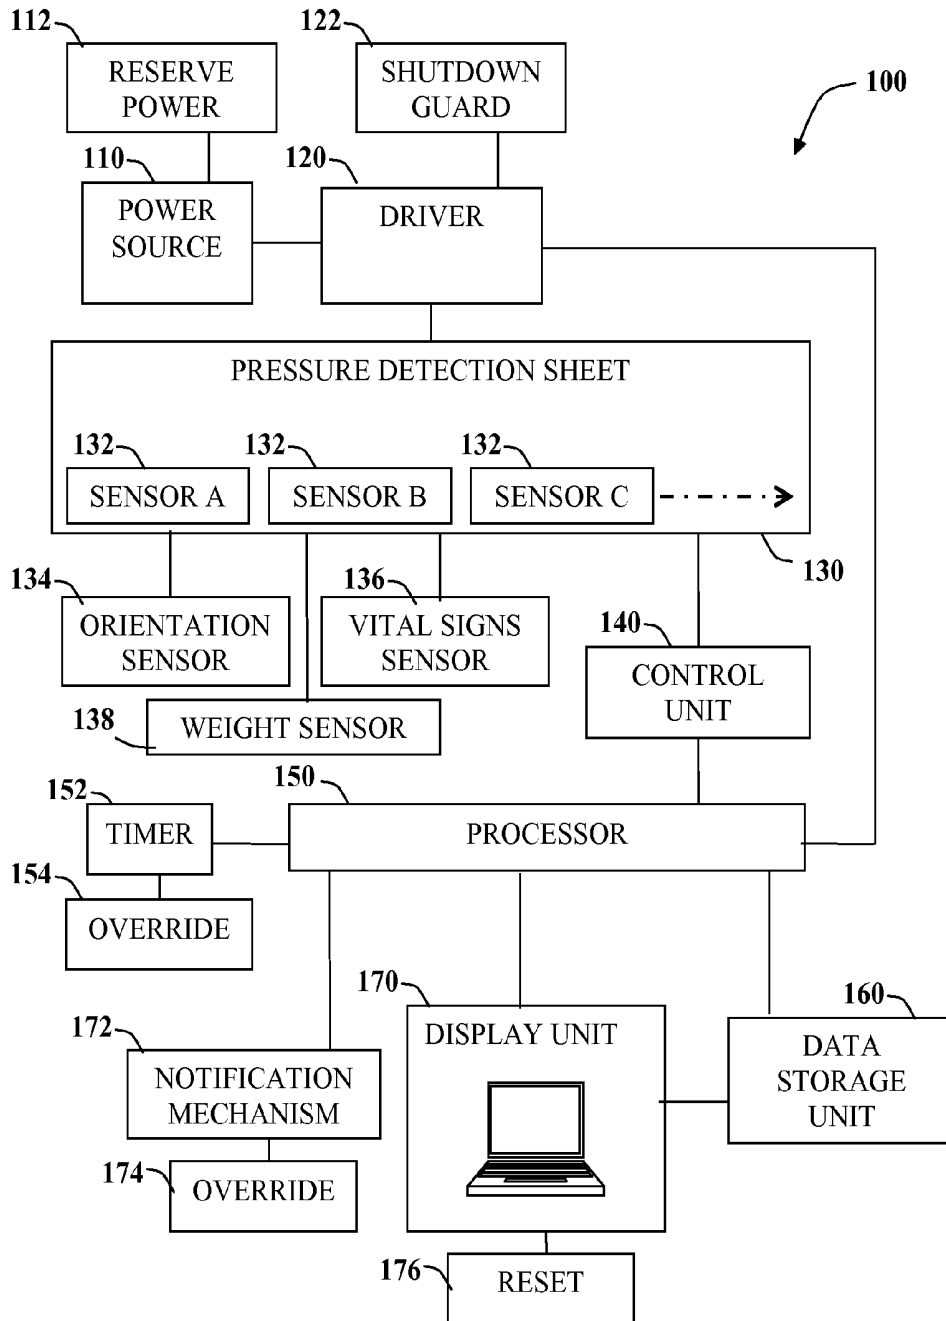 112
RESERVE
POWER
122
SHUTDOWN
GUARD
100
110
POWER
SOURCE
120
DRIVER
PRESSURE DETECTION SHEET
132
SENSOR A
132
SENSOR B
132
SENSOR C
130
134
ORIENTATION
SENSOR
136
VITAL SIGNS
SENSOR
140
CONTROL
UNIT
138
WEIGHT SENSOR
150
PROCESSOR
152
TIMER
154
OVERRIDE
170
DISPLAY UNIT
160
DATA
STORAGE
UNIT
172
NOTIFICATION
MECHANISM
174
OVERRIDE
176
RESET